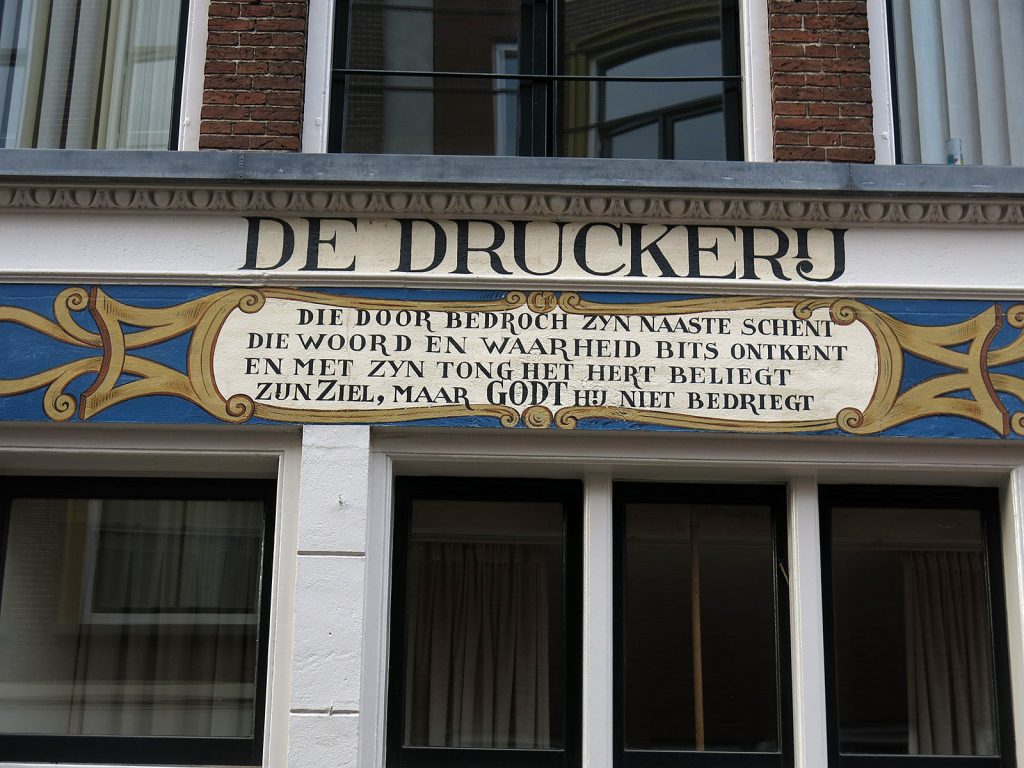 DE DRUCKERIJ
DIE DOOR BEDROCH ZYN NAASTE SCHENT
DIE WOORD EN WAARHEID BITS ONTKENT
EN MET ZYN TONG HET HERT BELIEGT
ZIJN ZIEL, MAAR GODT HIJ NIET BEDRIEGT